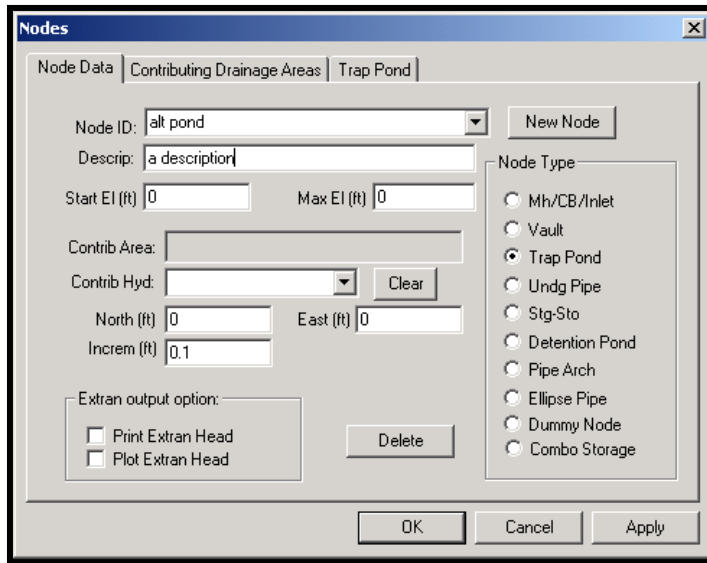 Nodes
Node Data Contributing Drainage Areas Trap Pond
Node ID: alt pond New Node
Descrip: a description
Start El (ft) 0 Max El (ft) 0
Contrib Area:
Contrib Hyd: Clear
North (ft) 0 East (ft) 0
Increm (ft) 0.1
Extran output option:
Print Extran Head
Plot Extran Head
Delete
Node Type
Mh/CB/Inlet
Vault
Trap Pond
Undg Pipe
Stg-Sto
Detention Pond
Pipe Arch
Ellipse Pipe
Dummy Node
Combo Storage
OK Cancel Apply